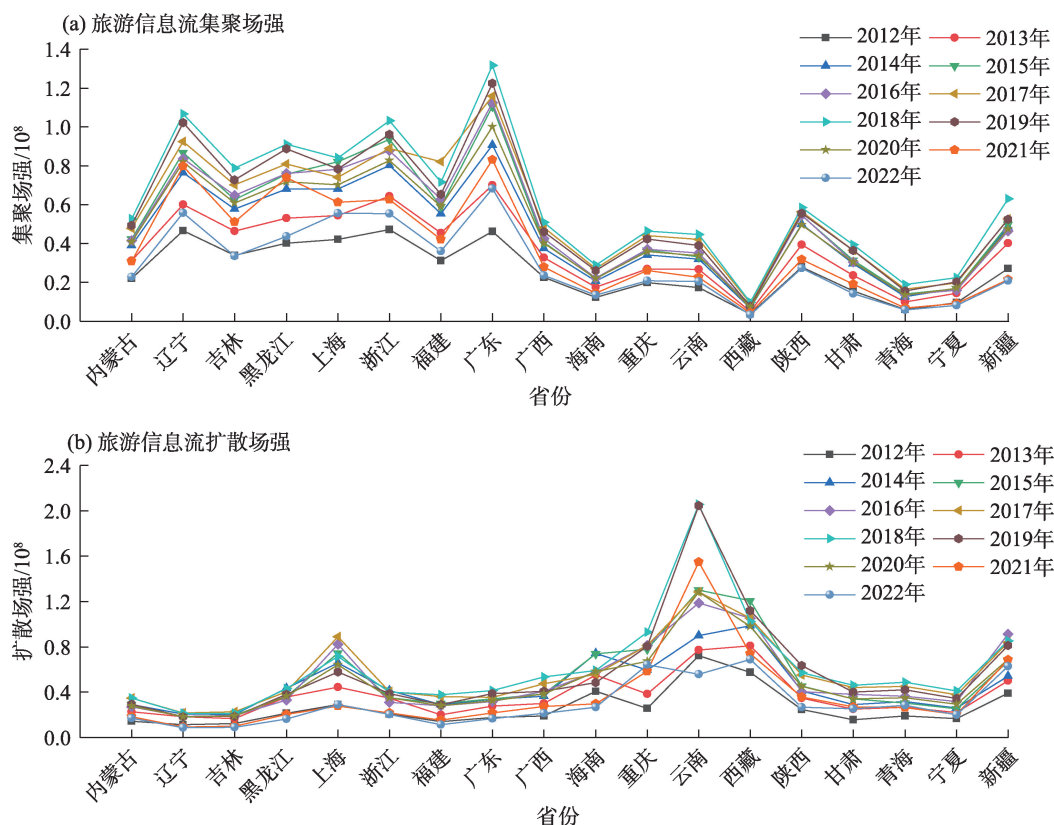 (a) 旅游信息流集聚场强
2012年 2013年
2014年 2015年
2016年 2017年
2018年 2019年
2020年 2021年
2022年
集聚场强/10⁸
1.4
1.2
1.0
0.8
0.6
0.4
0.2
0.0
内蒙古 辽宁 吉林 黑龙江 上海 浙江 福建 广东 广西 海南 重庆 云南 西藏 陕西 甘肃 青海 宁夏 新疆
省份
(b) 旅游信息流扩散场强
2012年 2013年
2014年 2015年
2016年 2017年
2018年 2019年
2020年 2021年
2022年
扩散场强/10⁸
2.4
2.0
1.6
1.2
0.8
0.4
0.0
内蒙古 辽宁 吉林 黑龙江 上海 浙江 福建 广东 广西 海南 重庆 云南 西藏 陕西 甘肃 青海 宁夏 新疆
省份